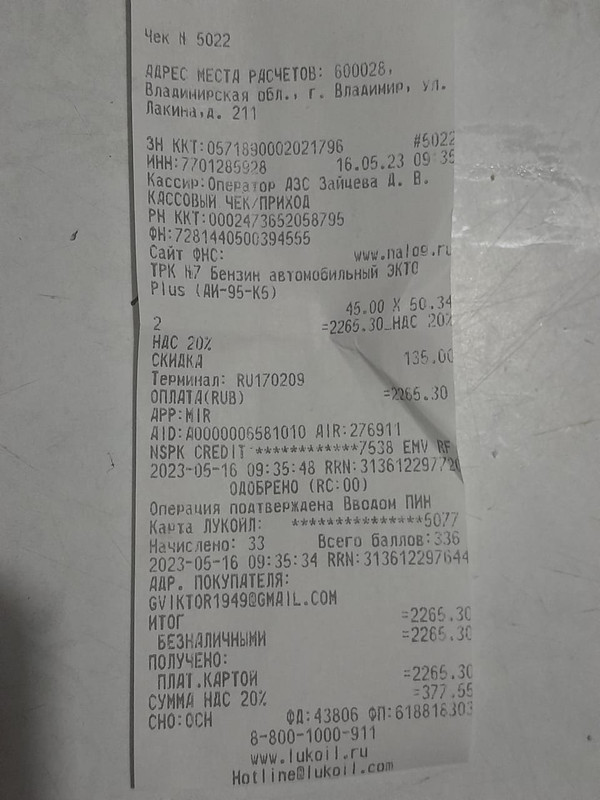 Чек N 5022
АДРЕС МЕСТА РАСЧЕТОВ: 600028,
Владимирская обл., г. Владимир, ул.
Лакина,д. 211
ЗН ККТ:0571890002021796 #5022
ИНН:7701285928 16.05.23 09:35
Кассир:Оператор АЗС Зайцева Д. В.
КАССОВЫЙ ЧЕК/ПРИХОД
РН ККТ:0002473652058795
ФН:7281440500394555
Сайт ФНС: www.nalog.ru
ТРК №7 Бензин автомобильный ЭКТО
Plus (АИ-95-К5)
45.00 X 50.34
2 =2265.30_НДС 20%
НДС 20%
СКИДКА 135.00
Терминал: RU170209
ОПЛАТА(RUB) =2265.30
APP:MIR
AID:A0000006581010 AIR:276911
NSPK CREDIT ************7538 EMV RF
2023-05-16 09:35:48 RRN:313612297720
ОДОБРЕНО (RC:00)
Операция подтверждена Вводом ПИН
Карта ЛУКОЙЛ: ***************5077
Начислено: 33 Всего баллов:336
2023-05-16 09:35:34 RRN:313612297644
АДР. ПОКУПАТЕЛЯ:
GVIKTOR1949@GMAIL.COM
ИТОГ =2265.30
БЕЗНАЛИЧНЫМИ =2265.30
ПОЛУЧЕНО:
ПЛАТ.КАРТОЙ =2265.30
СУММА НДС 20% =377.55
СНО:ОСН ФД:43806 ФП:618818303
8-800-1000-911
www.lukoil.ru
Hotline@lukoil.com